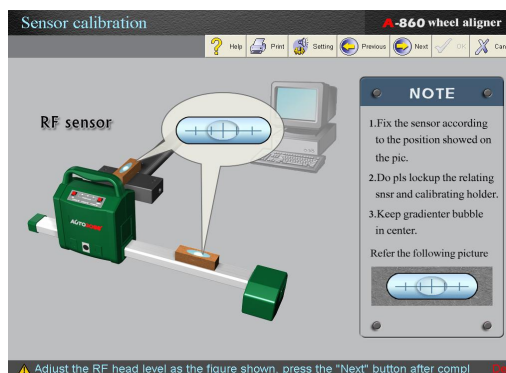 Sensor calibration
A-860 wheel aligner
Help Print Setting Previous Next OK Can
RF sensor
NOTE
1.Fix the sensor according
to the position showed on
the pic.
2.Do pls lockup the relating
snsr and calibrating holder.
3.Keep gradienter bubble
in center.
Refer the following picture
Adjust the RF head level as the figure shown, press the "Next" button after compl